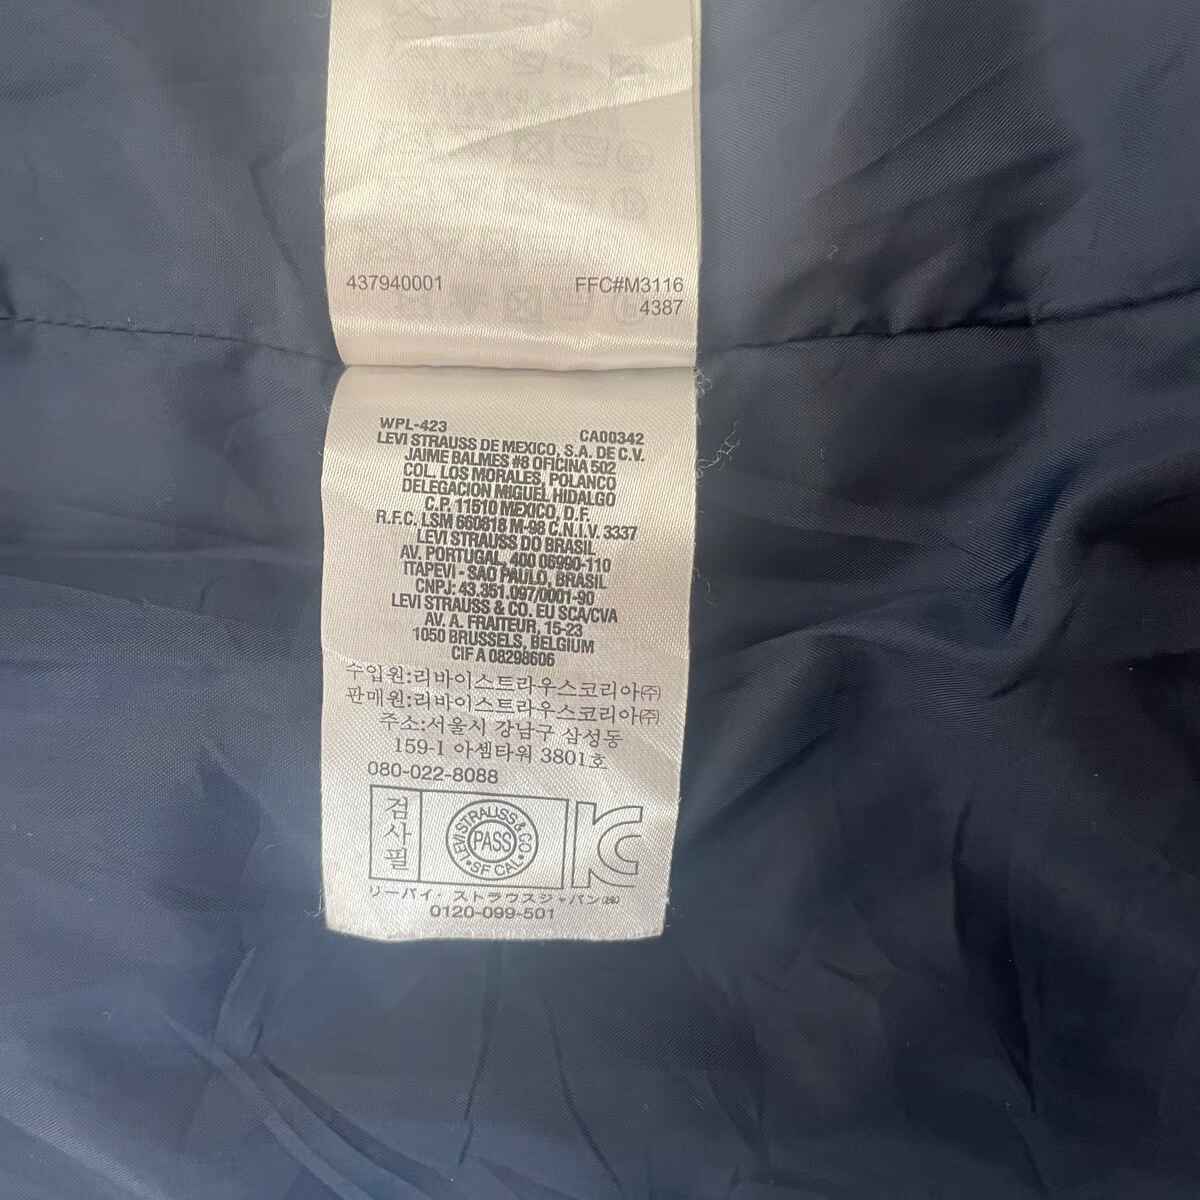 437940001
FFC#M3116
4387
WPL-423
CA00342
LEVI STRAUSS DE MEXICO, S.A. DE C.V.
JAIME BALMES #8 OFICINA 502
COL. LOS MORALES, POLANCO
DELEGACION MIGUEL HIDALGO
C.P. 11510 MEXICO, D.F.
R.F.C. LSM 660818 M-98 C.N.I.V. 3337
LEVI STRAUSS DO BRASIL
AV. PORTUGAL, 400 06990-110
ITAPEVI - SAO PAULO, BRASIL
CNPJ: 43.351.097/0001-90
LEVI STRAUSS & CO. EU SCA/CVA
AV. A. FRAITEUR, 15-23
1050 BRUSSELS, BELGIUM
CIF A 08298606
수입원:리바이스트라우스코리아㈜
판매원:리바이스트라우스코리아㈜
주소:서울시 강남구 삼성동
159-1 아셈타워 3801호
080-022-8088
검사필
LEVI STRAUSS & CO.
PASS
• SF CAL •
リーバイ・ストラウスジャパン㈱
0120-099-501